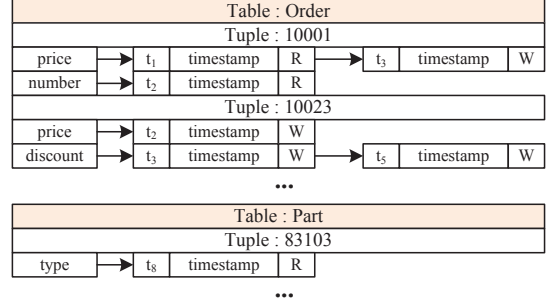 Table : Order
Tuple : 10001
price t₁ timestamp R t₃ timestamp W
number t₂ timestamp R
Tuple : 10023
price t₂ timestamp W
discount t₃ timestamp W t₅ timestamp W
...
Table : Part
Tuple : 83103
type t₈ timestamp R
...